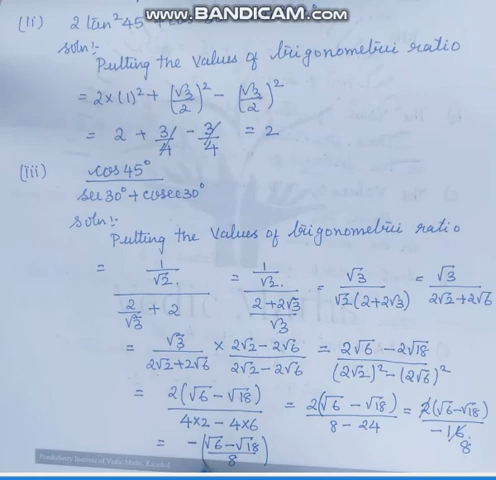 WWW.BANDICAM.COM
(ii) 2 tan²45°
Soln:-
Putting the values of trigonometric ratio
= 2×(1)² + (√3/2)² - (√3/2)²
= 2 + 3/4 - 3/4 = 2
(iii) cos45° / sec30° + cosec30°
Soln:-
Putting the values of trigonometric ratio
= 1/√2 / 2/√3 + 2 = 1/√2 / 2+2√3/√3 = √3 / √2(2+2√3) = √3 / 2√2+2√6
= √3 / 2√2+2√6 × 2√2-2√6 / 2√2-2√6 = 2√6-2√18 / (2√2)²-(2√6)²
= 2(√6-√18) / 4×2-4×6 = 2(√6-√18) / 8-24 = 2(√6-√18) / -16 8
= -(√6-√18 / 8)